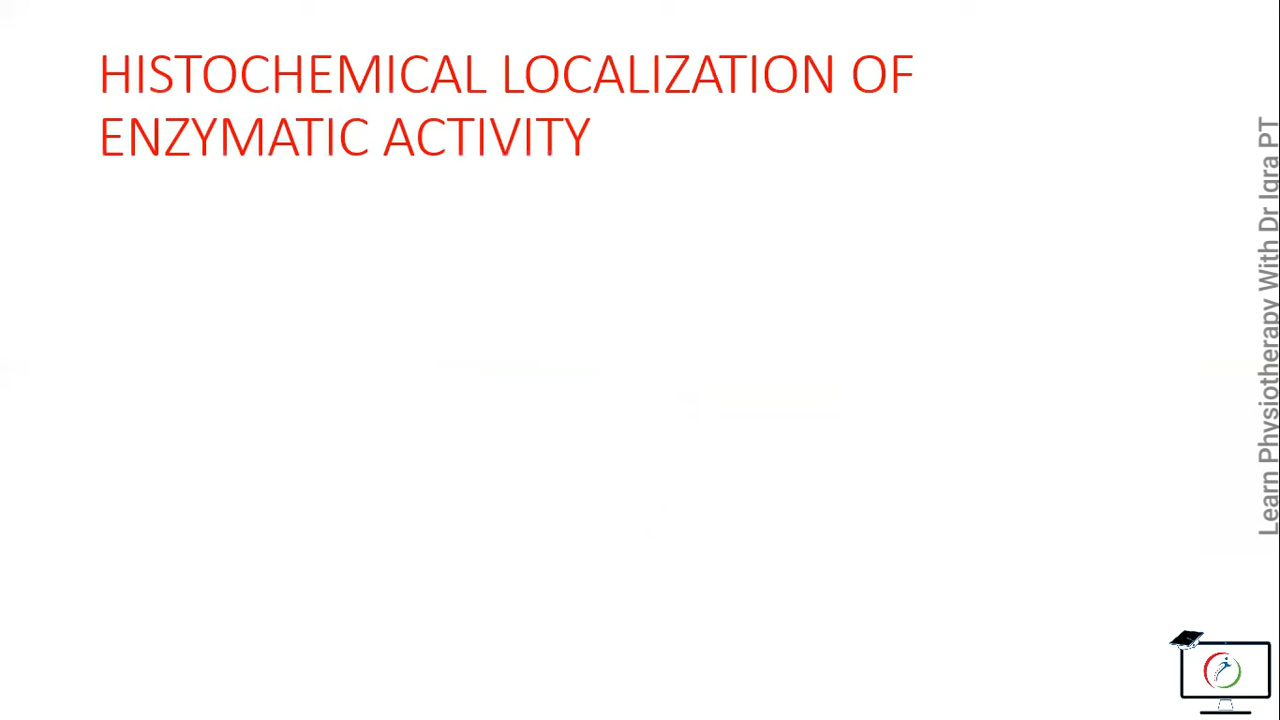 HISTOCHEMICAL LOCALIZATION OF
ENZYMATIC ACTIVITY
Learn Physiotherapy With Dr Iqra PT